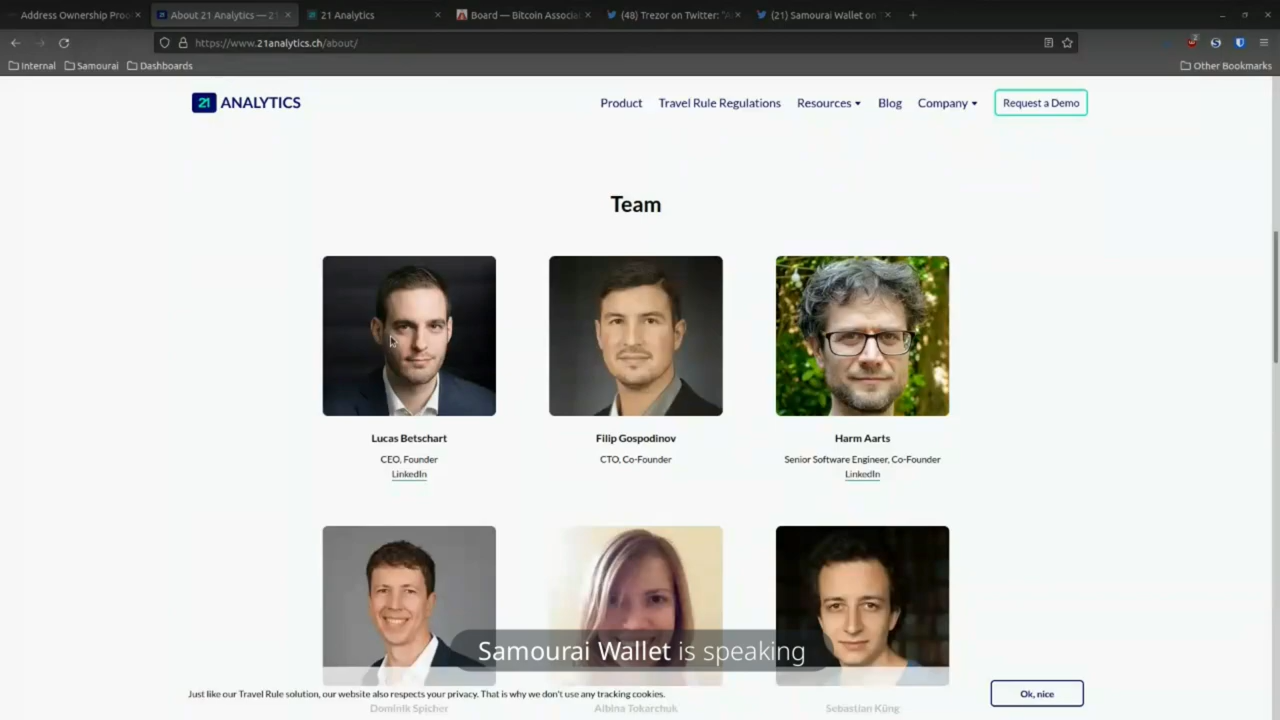 Address Ownership Proo
About 21 Analytics — 21
21 Analytics
Board — Bitcoin Associa
(48) Trezor on Twitter: "A
(21) Samourai Wallet on
https://www.21analytics.ch/about/
Internal
Samourai
Dashboards
Other Bookmarks
21 ANALYTICS
Product
Travel Rule Regulations
Resources
Blog
Company
Request a Demo
Team
Lucas Betschart
Filip Gospodinov
Harm Aarts
CEO, Founder
CTO, Co-Founder
Senior Software Engineer, Co-Founder
LinkedIn
LinkedIn
Samourai Wallet is speaking
Just like our Travel Rule solution, our website also respects your privacy. That is why we don't use any tracking cookies.
Ok, nice
Dominik Spicher
Albina Tokarchuk
Sebastian Küng